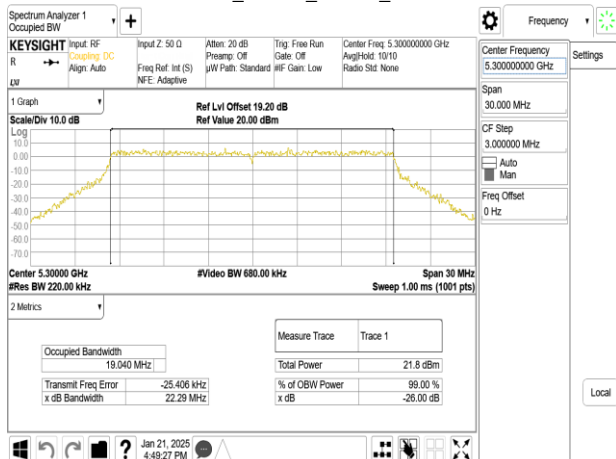 Spectrum Analyzer 1
Occupied BW
Frequency
KEYSIGHT
R
Input: RF
Coupling: DC
Align: Auto
Input Z: 50 Ω
Freq Ref: Int (S)
NFE: Adaptive
Atten: 20 dB
Preamp: Off
µW Path: Standard
Trig: Free Run
Gate: Off
#IF Gain: Low
Center Freq: 5.300000000 GHz
Avg|Hold: 10/10
Radio Std: None
Center Frequency
5.300000000 GHz
Settings
Span
30.000 MHz
CF Step
3.000000 MHz
Auto
Man
Freq Offset
0 Hz
Local
1 Graph
Scale/Div 10.0 dB
Ref Lvl Offset 19.20 dB
Ref Value 20.00 dBm
Log
10.0
0.00
-10.0
-20.0
-30.0
-40.0
-50.0
-60.0
-70.0
Center 5.30000 GHz
#Video BW 680.00 kHz
Span 30 MHz
#Res BW 220.00 kHz
Sweep 1.00 ms (1001 pts)
2 Metrics
Measure Trace Trace 1
Occupied Bandwidth
19.040 MHz
Total Power 21.8 dBm
Transmit Freq Error -25.406 kHz
% of OBW Power 99.00 %
x dB Bandwidth 22.29 MHz
x dB -26.00 dB
?
Jan 21, 2025
4:49:27 PM